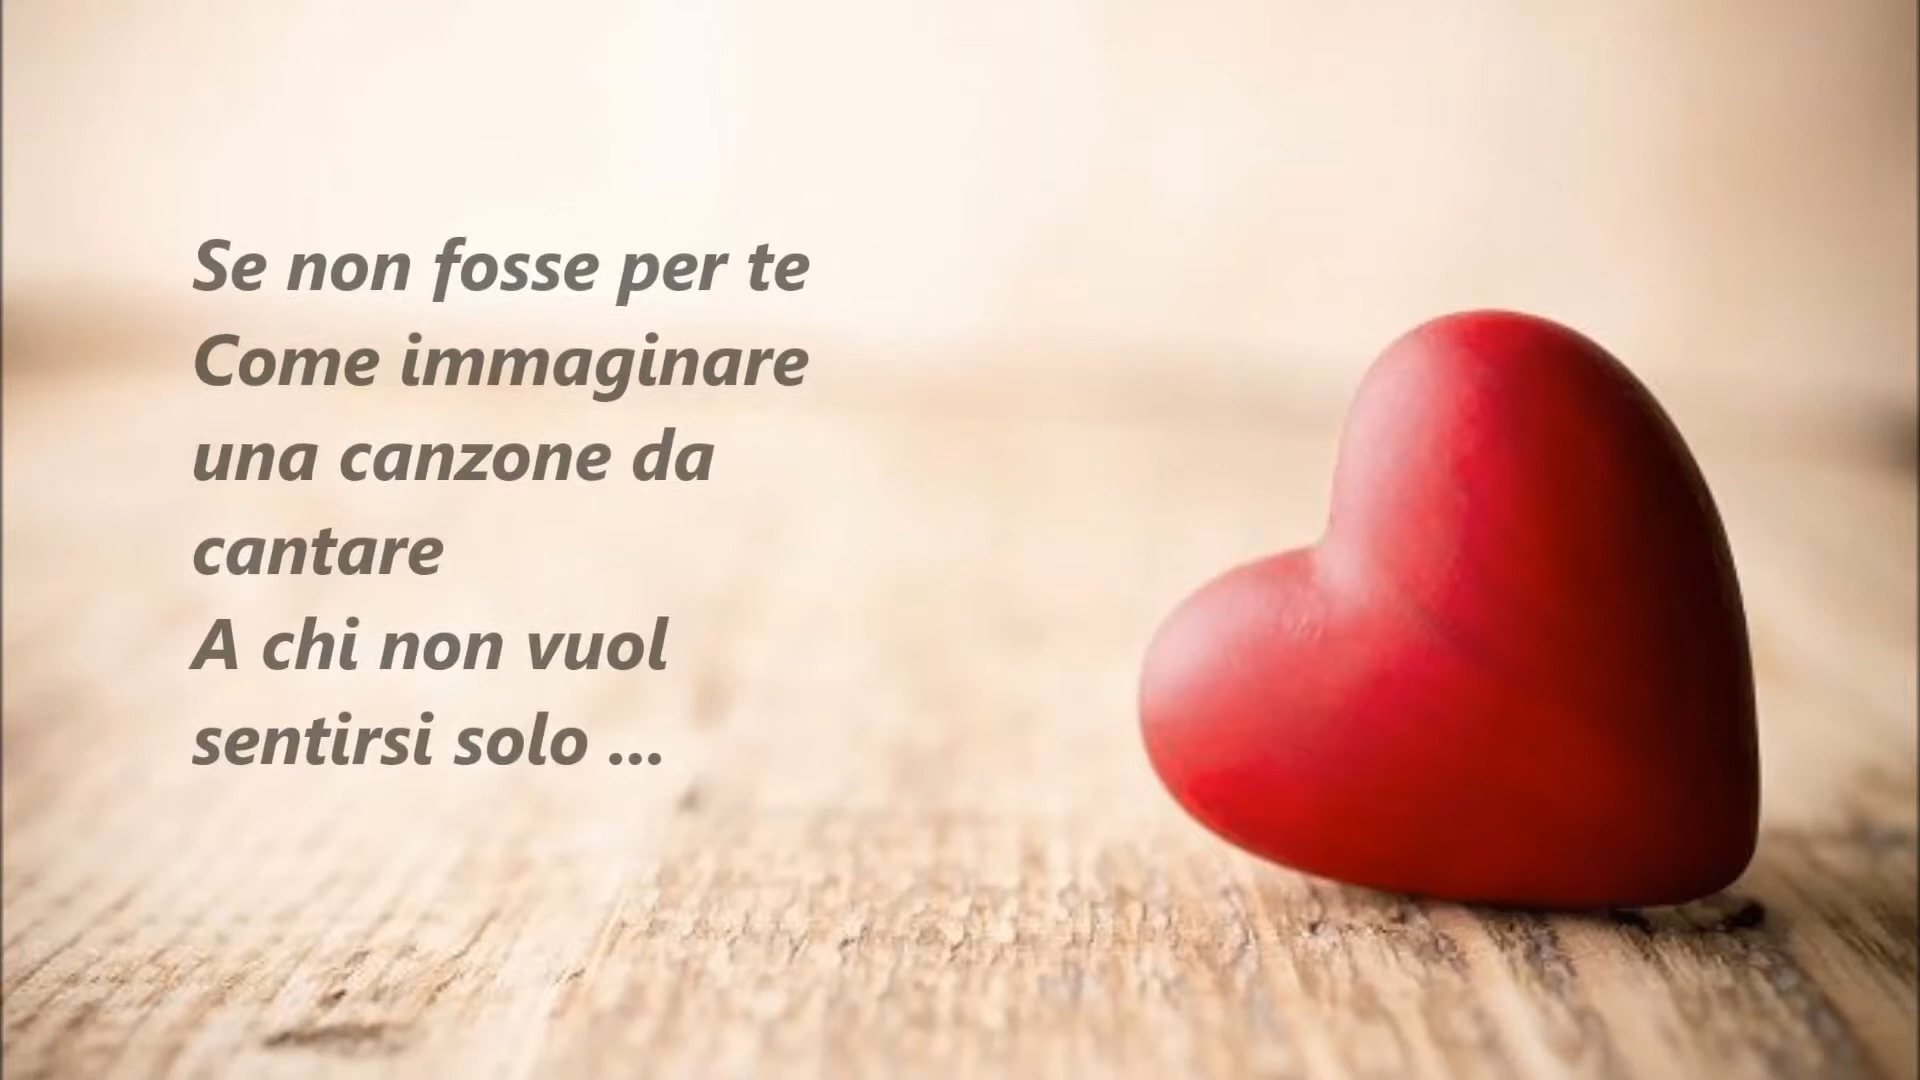 Se non fosse per te
Come immaginare
una canzone da
cantare
A chi non vuol
sentirsi solo ...